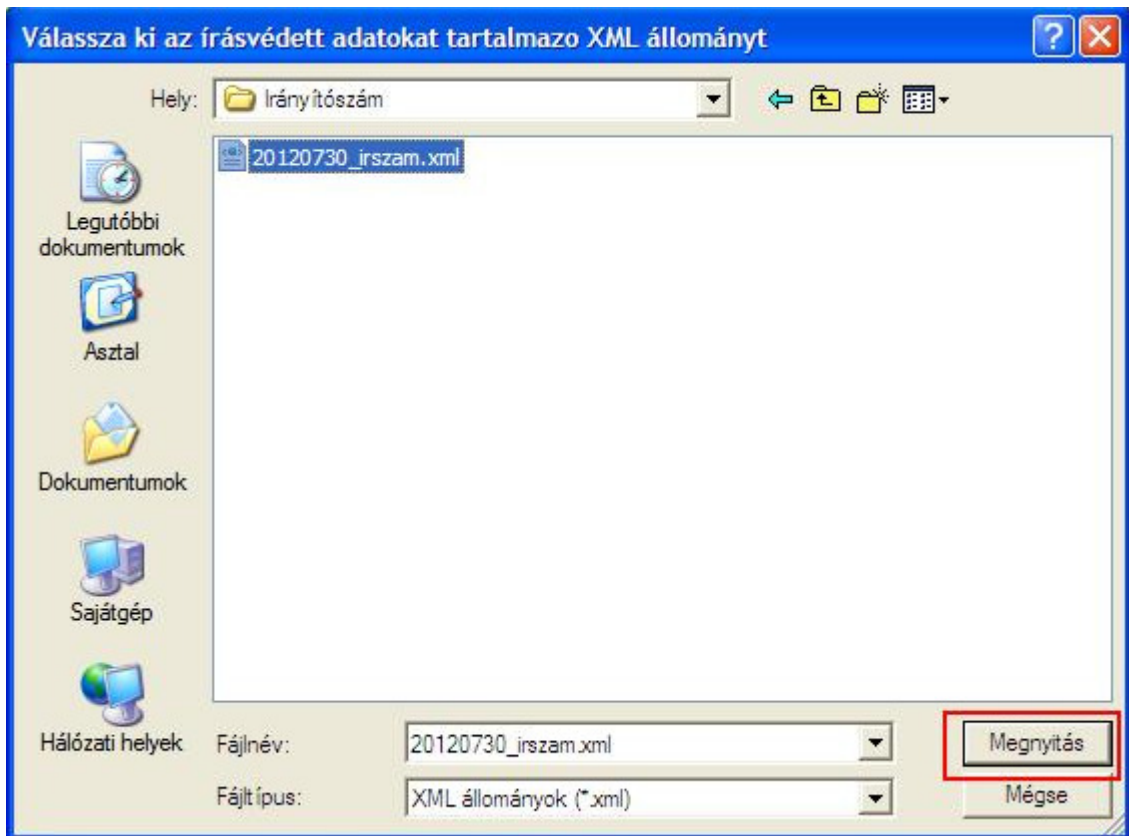 Válassza ki az írásvédett adatokat tartalmazo XML állományt
Hely: Irányítószám
20120730_irszam.xml
Legutóbbi
dokumentumok
Asztal
Dokumentumok
Sajátgép
Hálózati helyek
Fájlnév: 20120730_irszam.xml Megnyitás
Fájltípus: XML állományok (*.xml) Mégse